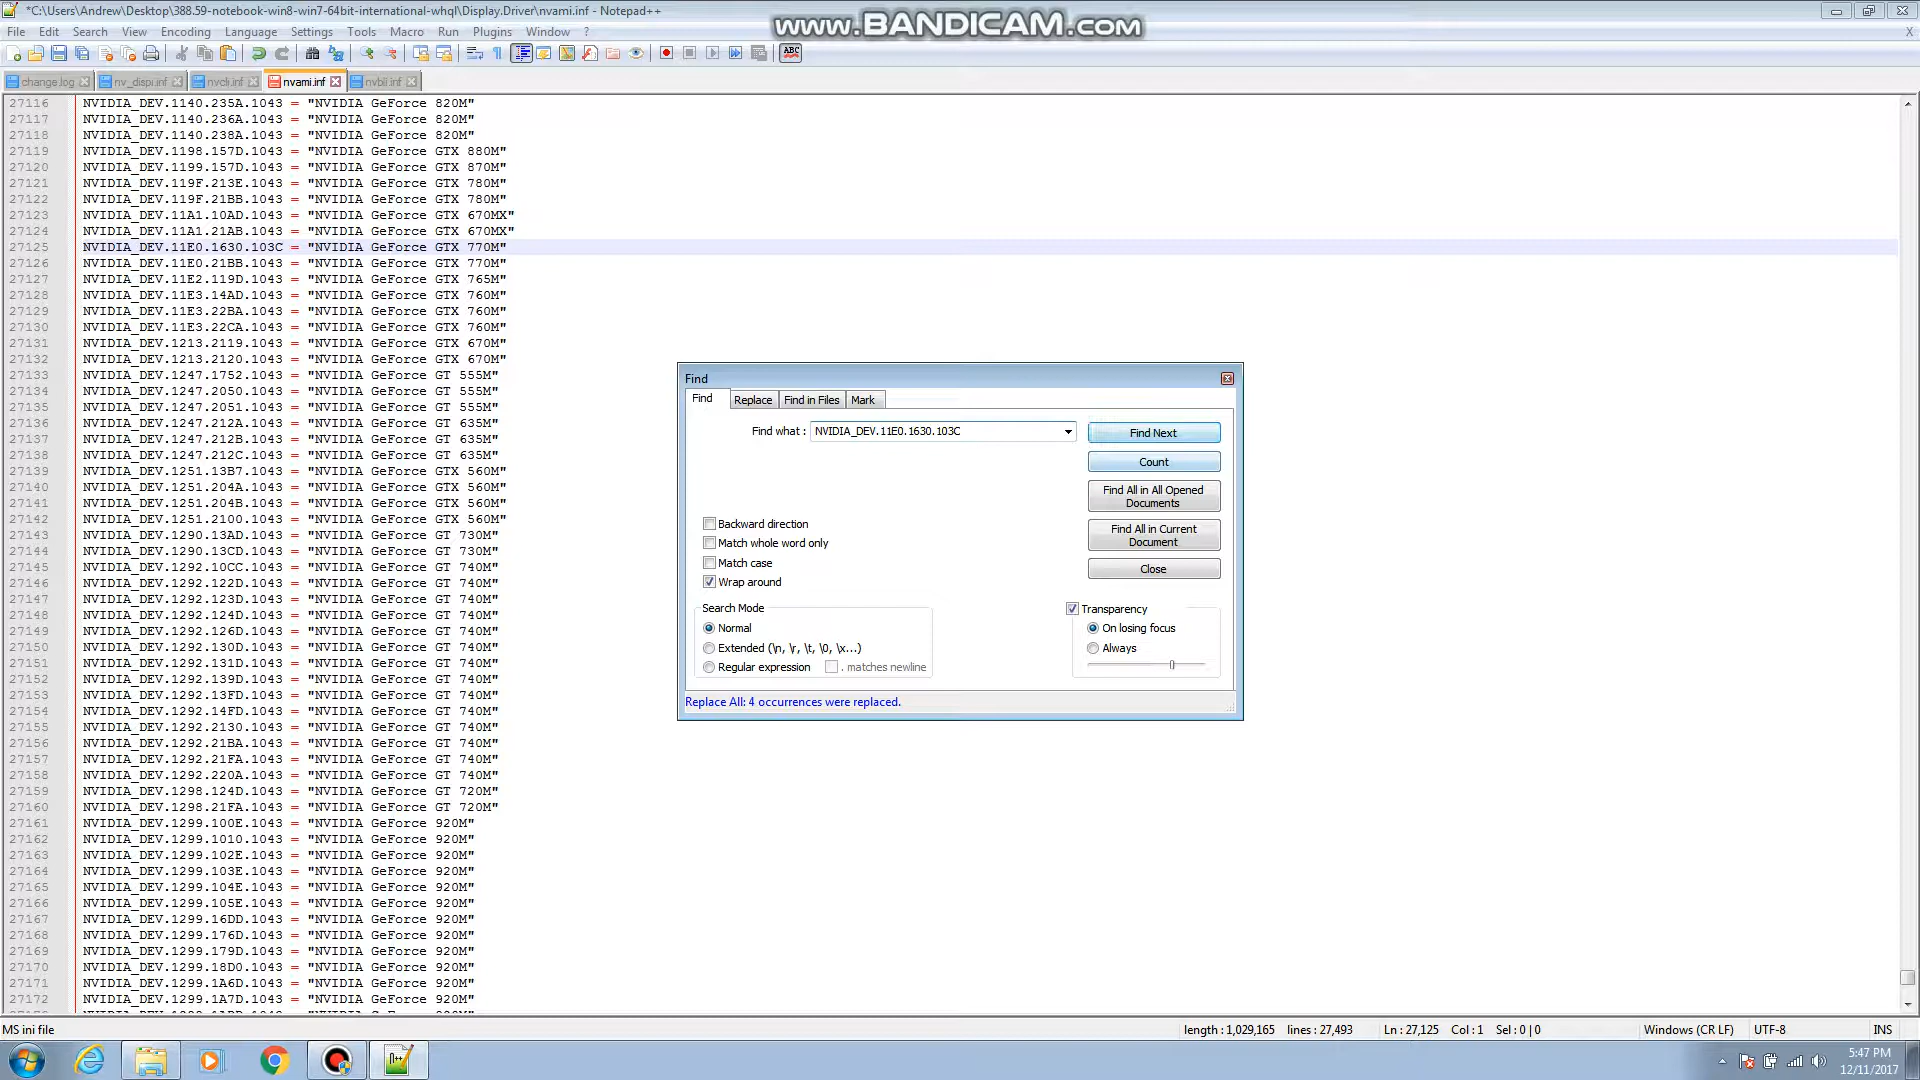 *C:\Users\Andrew\Desktop\388.59-notebook-win8-win7-64bit-international-whql\Display.Driver\nvami.inf - Notepad++
www.BANDICAM.com
File Edit Search View Encoding Language Settings Tools Macro Run Plugins Window ?
X
ABC
change.log nv_dispi.inf nvcli.inf nvami.inf nvbli.inf
27116 NVIDIA_DEV.1140.235A.1043 = "NVIDIA GeForce 820M"
27117 NVIDIA_DEV.1140.236A.1043 = "NVIDIA GeForce 820M"
27118 NVIDIA_DEV.1140.238A.1043 = "NVIDIA GeForce 820M"
27119 NVIDIA_DEV.1198.157D.1043 = "NVIDIA GeForce GTX 880M"
27120 NVIDIA_DEV.1199.157D.1043 = "NVIDIA GeForce GTX 870M"
27121 NVIDIA_DEV.119F.213E.1043 = "NVIDIA GeForce GTX 780M"
27122 NVIDIA_DEV.119F.21BB.1043 = "NVIDIA GeForce GTX 780M"
27123 NVIDIA_DEV.11A1.10AD.1043 = "NVIDIA GeForce GTX 670MX"
27124 NVIDIA_DEV.11A1.21AB.1043 = "NVIDIA GeForce GTX 670MX"
27125 NVIDIA_DEV.11E0.1630.103C = "NVIDIA GeForce GTX 770M"
27126 NVIDIA_DEV.11E0.21BB.1043 = "NVIDIA GeForce GTX 770M"
27127 NVIDIA_DEV.11E2.119D.1043 = "NVIDIA GeForce GTX 765M"
27128 NVIDIA_DEV.11E3.14AD.1043 = "NVIDIA GeForce GTX 760M"
27129 NVIDIA_DEV.11E3.22BA.1043 = "NVIDIA GeForce GTX 760M"
27130 NVIDIA_DEV.11E3.22CA.1043 = "NVIDIA GeForce GTX 760M"
27131 NVIDIA_DEV.1213.2119.1043 = "NVIDIA GeForce GTX 670M"
27132 NVIDIA_DEV.1213.2120.1043 = "NVIDIA GeForce GTX 670M"
27133 NVIDIA_DEV.1247.1752.1043 = "NVIDIA GeForce GT 555M"
27134 NVIDIA_DEV.1247.2050.1043 = "NVIDIA GeForce GT 555M"
27135 NVIDIA_DEV.1247.2051.1043 = "NVIDIA GeForce GT 555M"
27136 NVIDIA_DEV.1247.212A.1043 = "NVIDIA GeForce GT 635M"
27137 NVIDIA_DEV.1247.212B.1043 = "NVIDIA GeForce GT 635M"
27138 NVIDIA_DEV.1247.212C.1043 = "NVIDIA GeForce GT 635M"
27139 NVIDIA_DEV.1251.13B7.1043 = "NVIDIA GeForce GTX 560M"
27140 NVIDIA_DEV.1251.204A.1043 = "NVIDIA GeForce GTX 560M"
27141 NVIDIA_DEV.1251.204B.1043 = "NVIDIA GeForce GTX 560M"
27142 NVIDIA_DEV.1251.2100.1043 = "NVIDIA GeForce GTX 560M"
27143 NVIDIA_DEV.1290.13AD.1043 = "NVIDIA GeForce GT 730M"
27144 NVIDIA_DEV.1290.13CD.1043 = "NVIDIA GeForce GT 730M"
27145 NVIDIA_DEV.1292.10CC.1043 = "NVIDIA GeForce GT 740M"
27146 NVIDIA_DEV.1292.122D.1043 = "NVIDIA GeForce GT 740M"
27147 NVIDIA_DEV.1292.123D.1043 = "NVIDIA GeForce GT 740M"
27148 NVIDIA_DEV.1292.124D.1043 = "NVIDIA GeForce GT 740M"
27149 NVIDIA_DEV.1292.126D.1043 = "NVIDIA GeForce GT 740M"
27150 NVIDIA_DEV.1292.130D.1043 = "NVIDIA GeForce GT 740M"
27151 NVIDIA_DEV.1292.131D.1043 = "NVIDIA GeForce GT 740M"
27152 NVIDIA_DEV.1292.139D.1043 = "NVIDIA GeForce GT 740M"
27153 NVIDIA_DEV.1292.13FD.1043 = "NVIDIA GeForce GT 740M"
27154 NVIDIA_DEV.1292.14FD.1043 = "NVIDIA GeForce GT 740M"
27155 NVIDIA_DEV.1292.2130.1043 = "NVIDIA GeForce GT 740M"
27156 NVIDIA_DEV.1292.21BA.1043 = "NVIDIA GeForce GT 740M"
27157 NVIDIA_DEV.1292.21FA.1043 = "NVIDIA GeForce GT 740M"
27158 NVIDIA_DEV.1292.220A.1043 = "NVIDIA GeForce GT 740M"
27159 NVIDIA_DEV.1298.124D.1043 = "NVIDIA GeForce GT 720M"
27160 NVIDIA_DEV.1298.21FA.1043 = "NVIDIA GeForce GT 720M"
27161 NVIDIA_DEV.1299.100E.1043 = "NVIDIA GeForce 920M"
27162 NVIDIA_DEV.1299.1010.1043 = "NVIDIA GeForce 920M"
27163 NVIDIA_DEV.1299.102E.1043 = "NVIDIA GeForce 920M"
27164 NVIDIA_DEV.1299.103E.1043 = "NVIDIA GeForce 920M"
27165 NVIDIA_DEV.1299.104E.1043 = "NVIDIA GeForce 920M"
27166 NVIDIA_DEV.1299.105E.1043 = "NVIDIA GeForce 920M"
27167 NVIDIA_DEV.1299.16DD.1043 = "NVIDIA GeForce 920M"
27168 NVIDIA_DEV.1299.176D.1043 = "NVIDIA GeForce 920M"
27169 NVIDIA_DEV.1299.179D.1043 = "NVIDIA GeForce 920M"
27170 NVIDIA_DEV.1299.18D0.1043 = "NVIDIA GeForce 920M"
27171 NVIDIA_DEV.1299.1A6D.1043 = "NVIDIA GeForce 920M"
27172 NVIDIA_DEV.1299.1A7D.1043 = "NVIDIA GeForce 920M"
Find
Find Replace Find in Files Mark
Find what : NVIDIA_DEV.11E0.1630.103C
Find Next
Count
Find All in All Opened
Documents
Find All in Current
Document
Close
Backward direction
Match whole word only
Match case
Wrap around
Search Mode
Normal
Extended (\n, \r, \t, \0, \x...)
Regular expression . matches newline
Transparency
On losing focus
Always
Replace All: 4 occurrences were replaced.
MS ini file length : 1,029,165 lines : 27,493 Ln : 27,125 Col : 1 Sel : 0 | 0 Windows (CR LF) UTF-8 INS
5:47 PM
12/11/2017